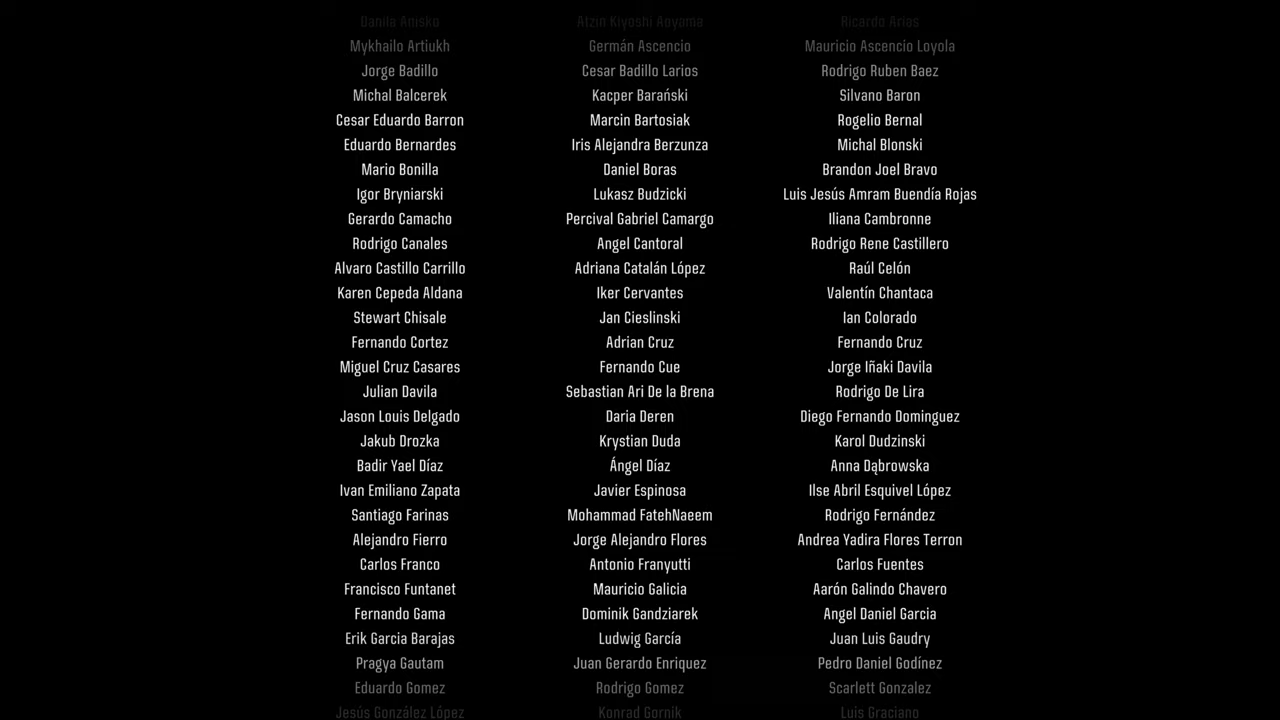 Danila Anisko Atzin Kiyoshi Aoyama Ricardo Arias
Mykhailo Artiukh Germán Ascencio Mauricio Ascencio Loyola
Jorge Badillo Cesar Badillo Larios Rodrigo Ruben Baez
Michal Balcerek Kacper Barański Silvano Baron
Cesar Eduardo Barron Marcin Bartosiak Rogelio Bernal
Eduardo Bernardes Iris Alejandra Berzunza Michal Blonski
Mario Bonilla Daniel Boras Brandon Joel Bravo
Igor Bryniarski Lukasz Budzicki Luis Jesús Amram Buendía Rojas
Gerardo Camacho Percival Gabriel Camargo Iliana Cambronne
Rodrigo Canales Angel Cantoral Rodrigo Rene Castillero
Alvaro Castillo Carrillo Adriana Catalán López Raúl Celón
Karen Cepeda Aldana Iker Cervantes Valentín Chantaca
Stewart Chisale Jan Cieslinski Ian Colorado
Fernando Cortez Adrian Cruz Fernando Cruz
Miguel Cruz Casares Fernando Cue Jorge Iñaki Davila
Julian Davila Sebastian Ari De la Brena Rodrigo De Lira
Jason Louis Delgado Daria Deren Diego Fernando Dominguez
Jakub Drozka Krystian Duda Karol Dudzinski
Badir Yael Díaz Ángel Díaz Anna Dąbrowska
Ivan Emiliano Zapata Javier Espinosa Ilse Abril Esquivel López
Santiago Farinas Mohammad FatehNaeem Rodrigo Fernández
Alejandro Fierro Jorge Alejandro Flores Andrea Yadira Flores Terron
Carlos Franco Antonio Franyutti Carlos Fuentes
Francisco Funtanet Mauricio Galicia Aarón Galindo Chavero
Fernando Gama Dominik Gandziarek Angel Daniel Garcia
Erik Garcia Barajas Ludwig García Juan Luis Gaudry
Pragya Gautam Juan Gerardo Enriquez Pedro Daniel Godínez
Eduardo Gomez Rodrigo Gomez Scarlett Gonzalez
Jesús González López Konrad Gornik Luis Graciano